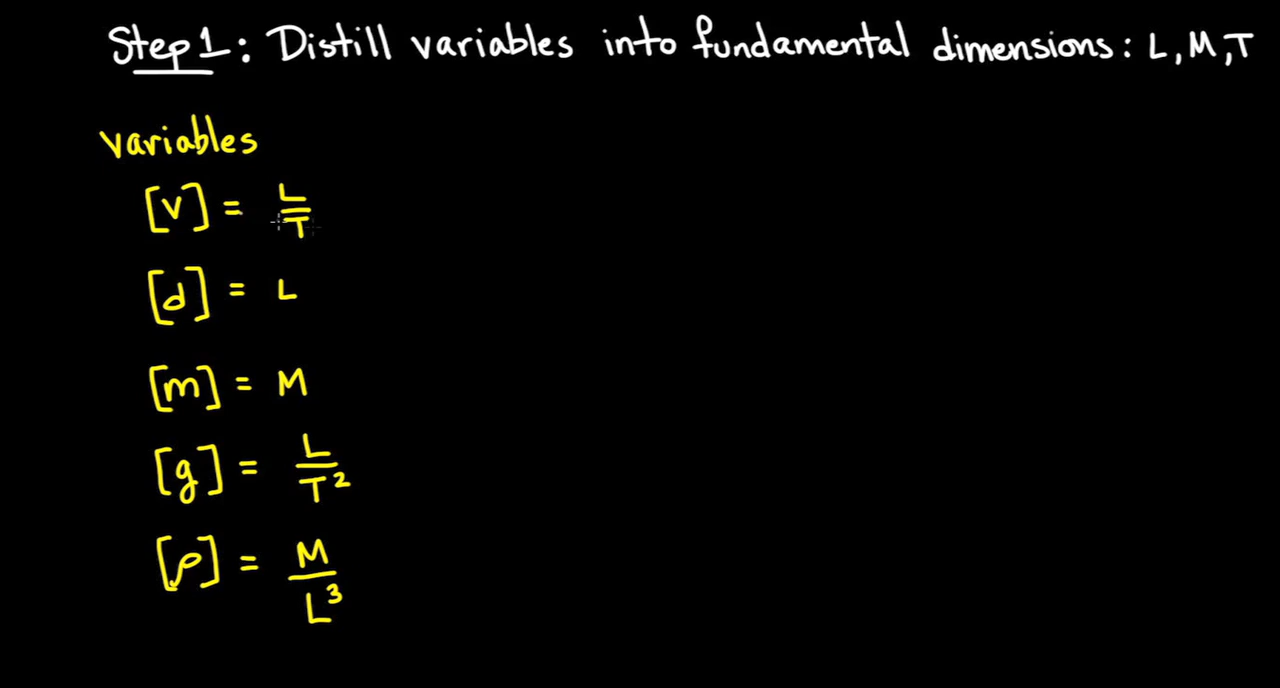 Step 1: Distill variables into fundamental dimensions: L, M, T
variables
[v] = L/T
[d] = L
[m] = M
[g] = L/T²
[ρ] = M/L³